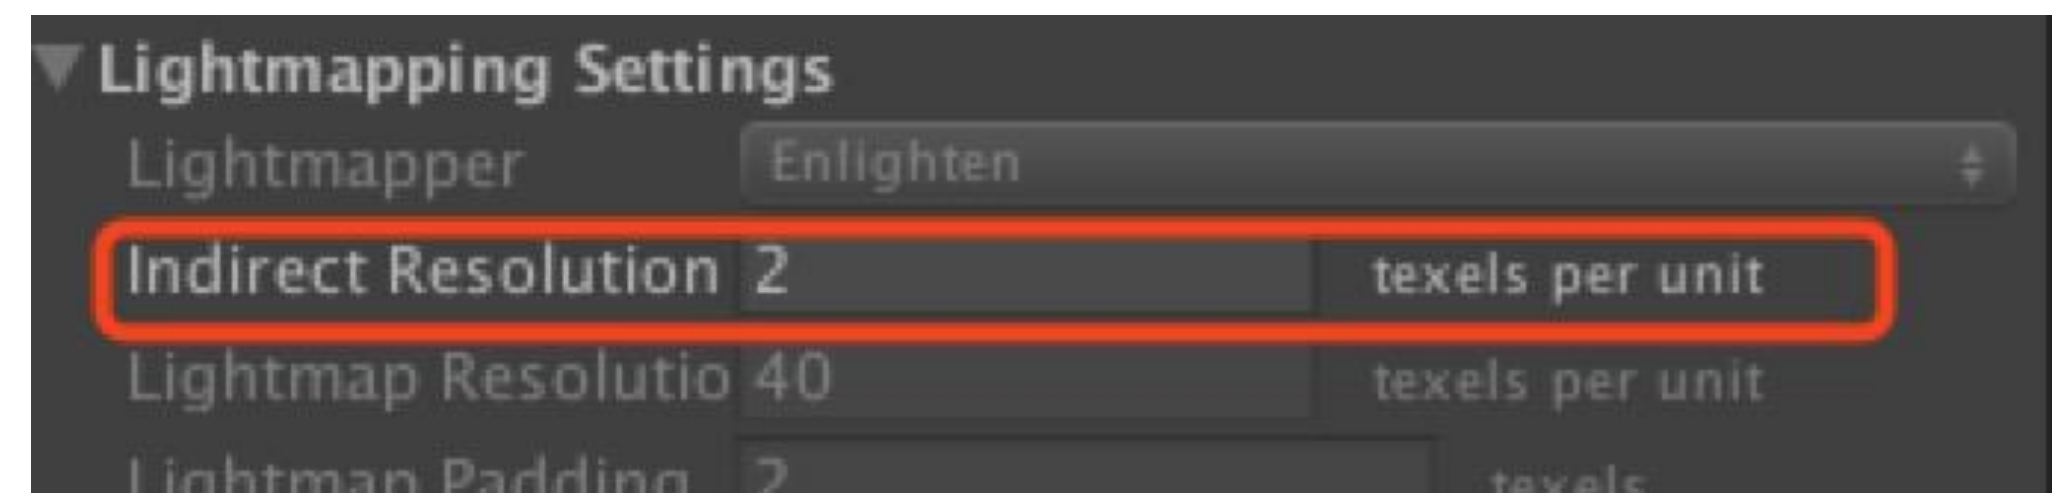 Lightmapping Settings
Lightmapper Enlighten
Indirect Resolution 2 texels per unit
Lightmap Resolutio 40 texels per unit
Lightmap Padding 2 texels